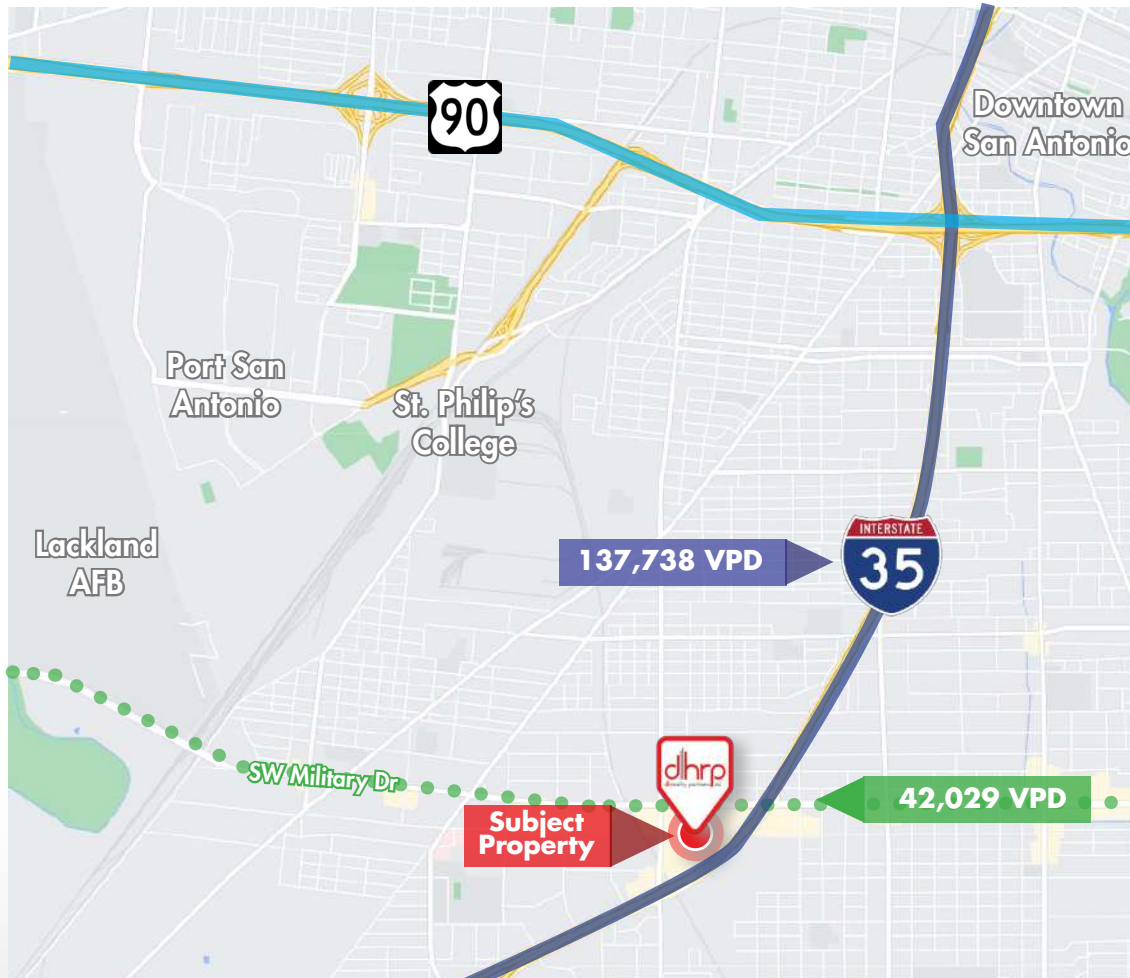 90
Downtown
San Antonio
Port San
Antonio
St. Philip's
College
Lackland
AFB
137,738 VPD
INTERSTATE
35
SW Military Dr
dhrp
42,029 VPD
Subject
Property